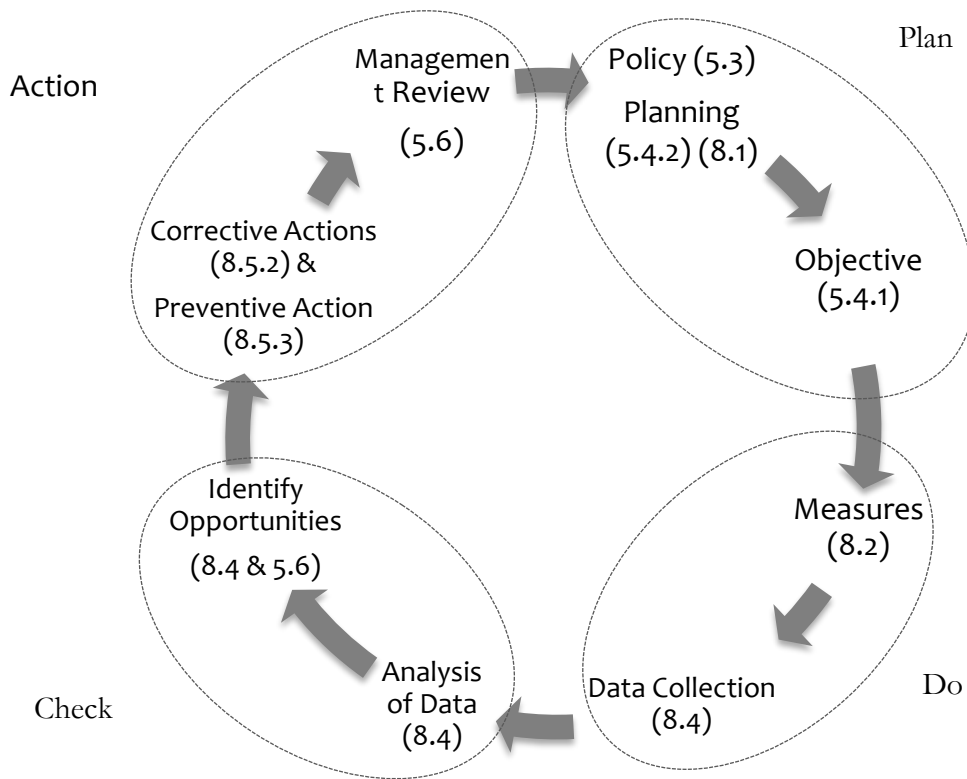 Plan
Action
Managemen
t Review
(5.6)
Policy (5.3)
Planning
(5.4.2) (8.1)
Objective
(5.4.1)
Corrective Actions
(8.5.2) &
Preventive Action
(8.5.3)
Identify
Opportunities
(8.4 & 5.6)
Measures
(8.2)
Analysis
of Data
(8.4)
Data Collection
(8.4)
Check
Do